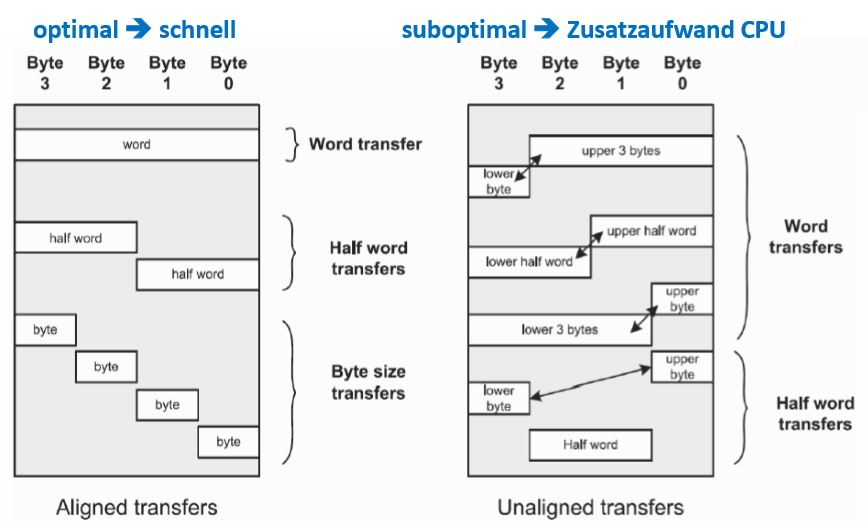 optimal ➔ schnell
suboptimal ➔ Zusatzaufwand CPU
Byte Byte Byte Byte
3 2 1 0
word
Word transfer
half word
half word
Half word
transfers
byte
byte
byte
byte
Byte size
transfers
Aligned transfers
Byte Byte Byte Byte
3 2 1 0
upper 3 bytes
lower
byte
upper half word
lower half word
upper
byte
lower 3 bytes
Word
transfers
upper
byte
lower
byte
Half word
Half word
transfers
Unaligned transfers